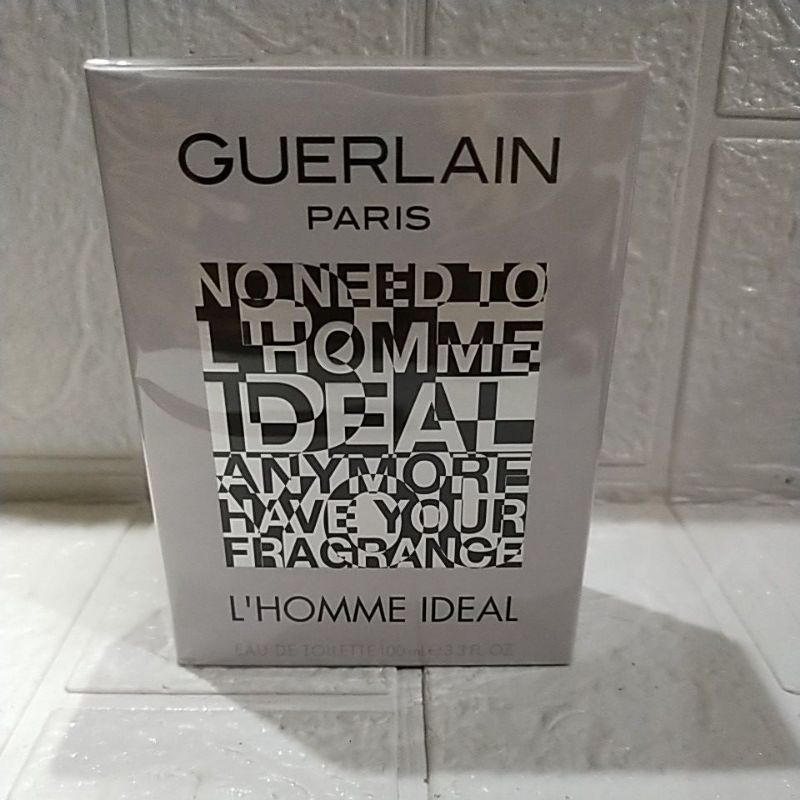 GUERLAIN
PARIS
NO NEED TO
L'HOMME
IDEAL
ANYMORE
HAVE YOUR
FRAGRANCE
L'HOMME IDEAL
EAU DE TOILETTE 100 mL ℮ 3.3 FL. OZ